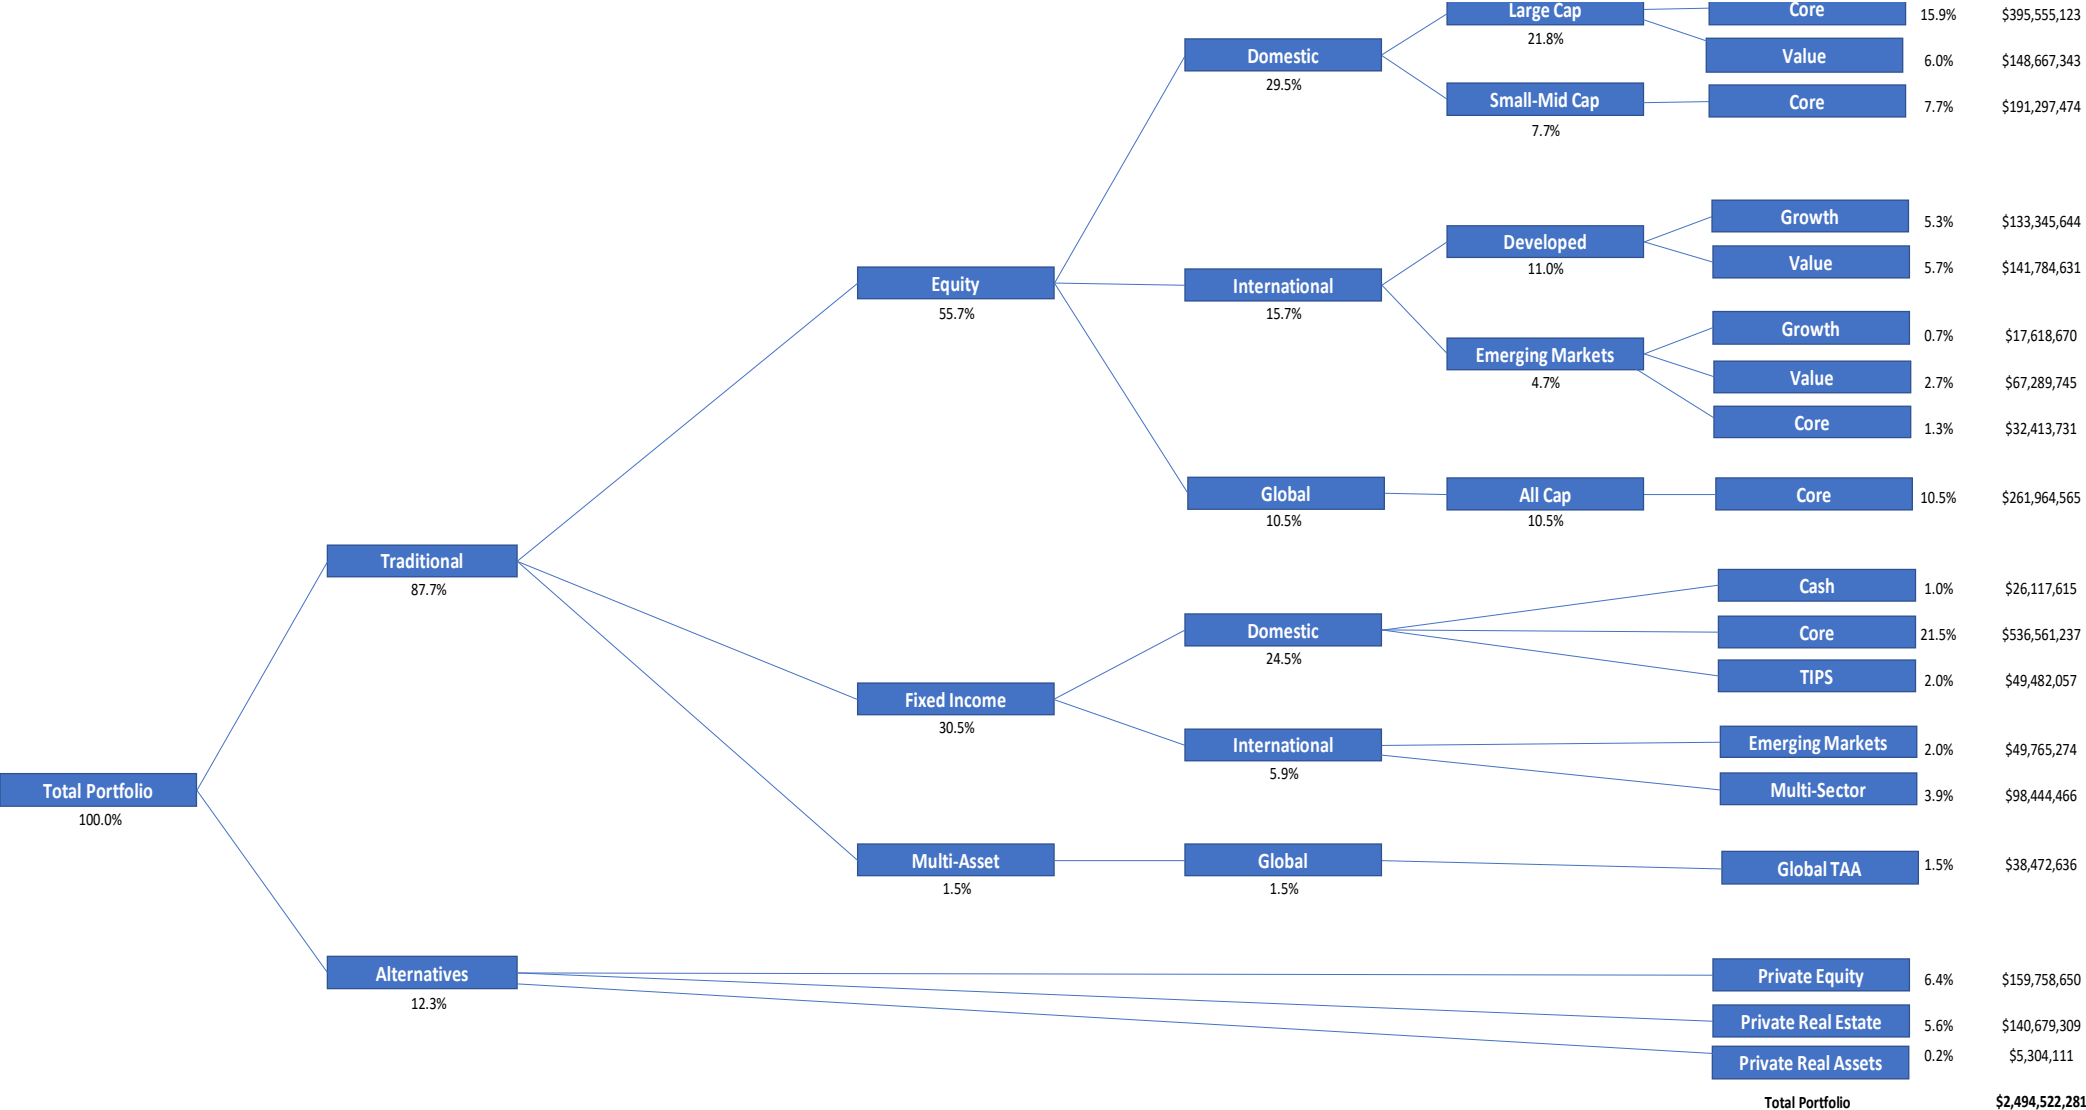 Large Cap
Core
15.9%
$395,555,123
21.8%
Domestic
Value
6.0%
$148,667,343
29.5%
Small-Mid Cap
Core
7.7%
$191,297,474
7.7%
Growth
5.3%
$133,345,644
Developed
11.0%
Value
5.7%
$141,784,631
Equity
55.7%
International
15.7%
Growth
0.7%
$17,618,670
Emerging Markets
4.7%
Value
2.7%
$67,289,745
Core
1.3%
$32,413,731
Global
10.5%
All Cap
10.5%
Core
10.5%
$261,964,565
Traditional
87.7%
Cash
1.0%
$26,117,615
Domestic
24.5%
Core
21.5%
$536,561,237
TIPS
2.0%
$49,482,057
Fixed Income
30.5%
International
5.9%
Emerging Markets
2.0%
$49,765,274
Total Portfolio
100.0%
Multi-Sector
3.9%
$98,444,466
Multi-Asset
1.5%
Global
1.5%
Global TAA
1.5%
$38,472,636
Alternatives
12.3%
Private Equity
6.4%
$159,758,650
Private Real Estate
5.6%
$140,679,309
Private Real Assets
0.2%
$5,304,111
Total Portfolio
$2,494,522,281